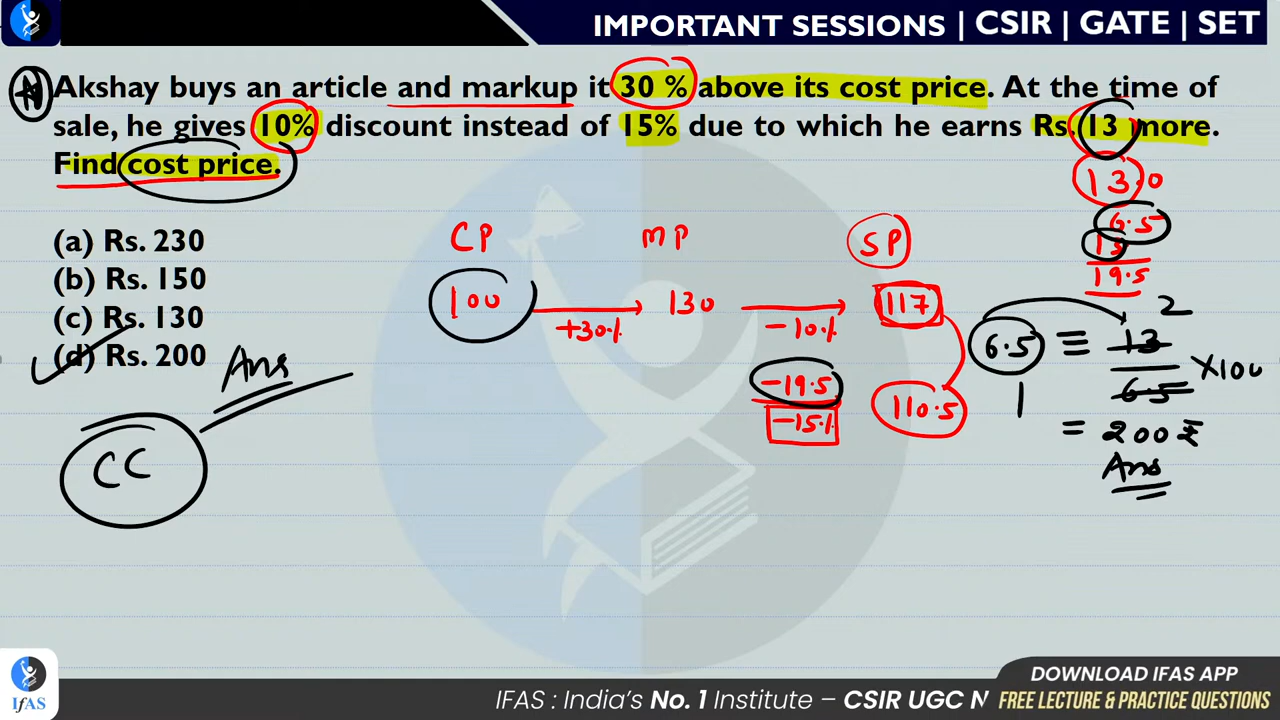 IMPORTANT SESSIONS | CSIR | GATE | SET
Akshay buys an article and markup it 30 % above its cost price. At the time of
sale, he gives 10% discount instead of 15% due to which he earns Rs. 13 more.
Find cost price.
13.0
6.5
13
19.5
(a) Rs. 230
(b) Rs. 150
(c) Rs. 130
(d) Rs. 200
Ans
CC
CP MP SP
100 +30% 130 -10% 117
-19.5
-15% 110.5
6.5 ≡ 13 2
6.5 ×100
1
= 200 ₹
Ans
IfAS
IFAS : India's No. 1 Institute – CSIR UGC N
DOWNLOAD IFAS APP
FREE LECTURE & PRACTICE QUESTIONS